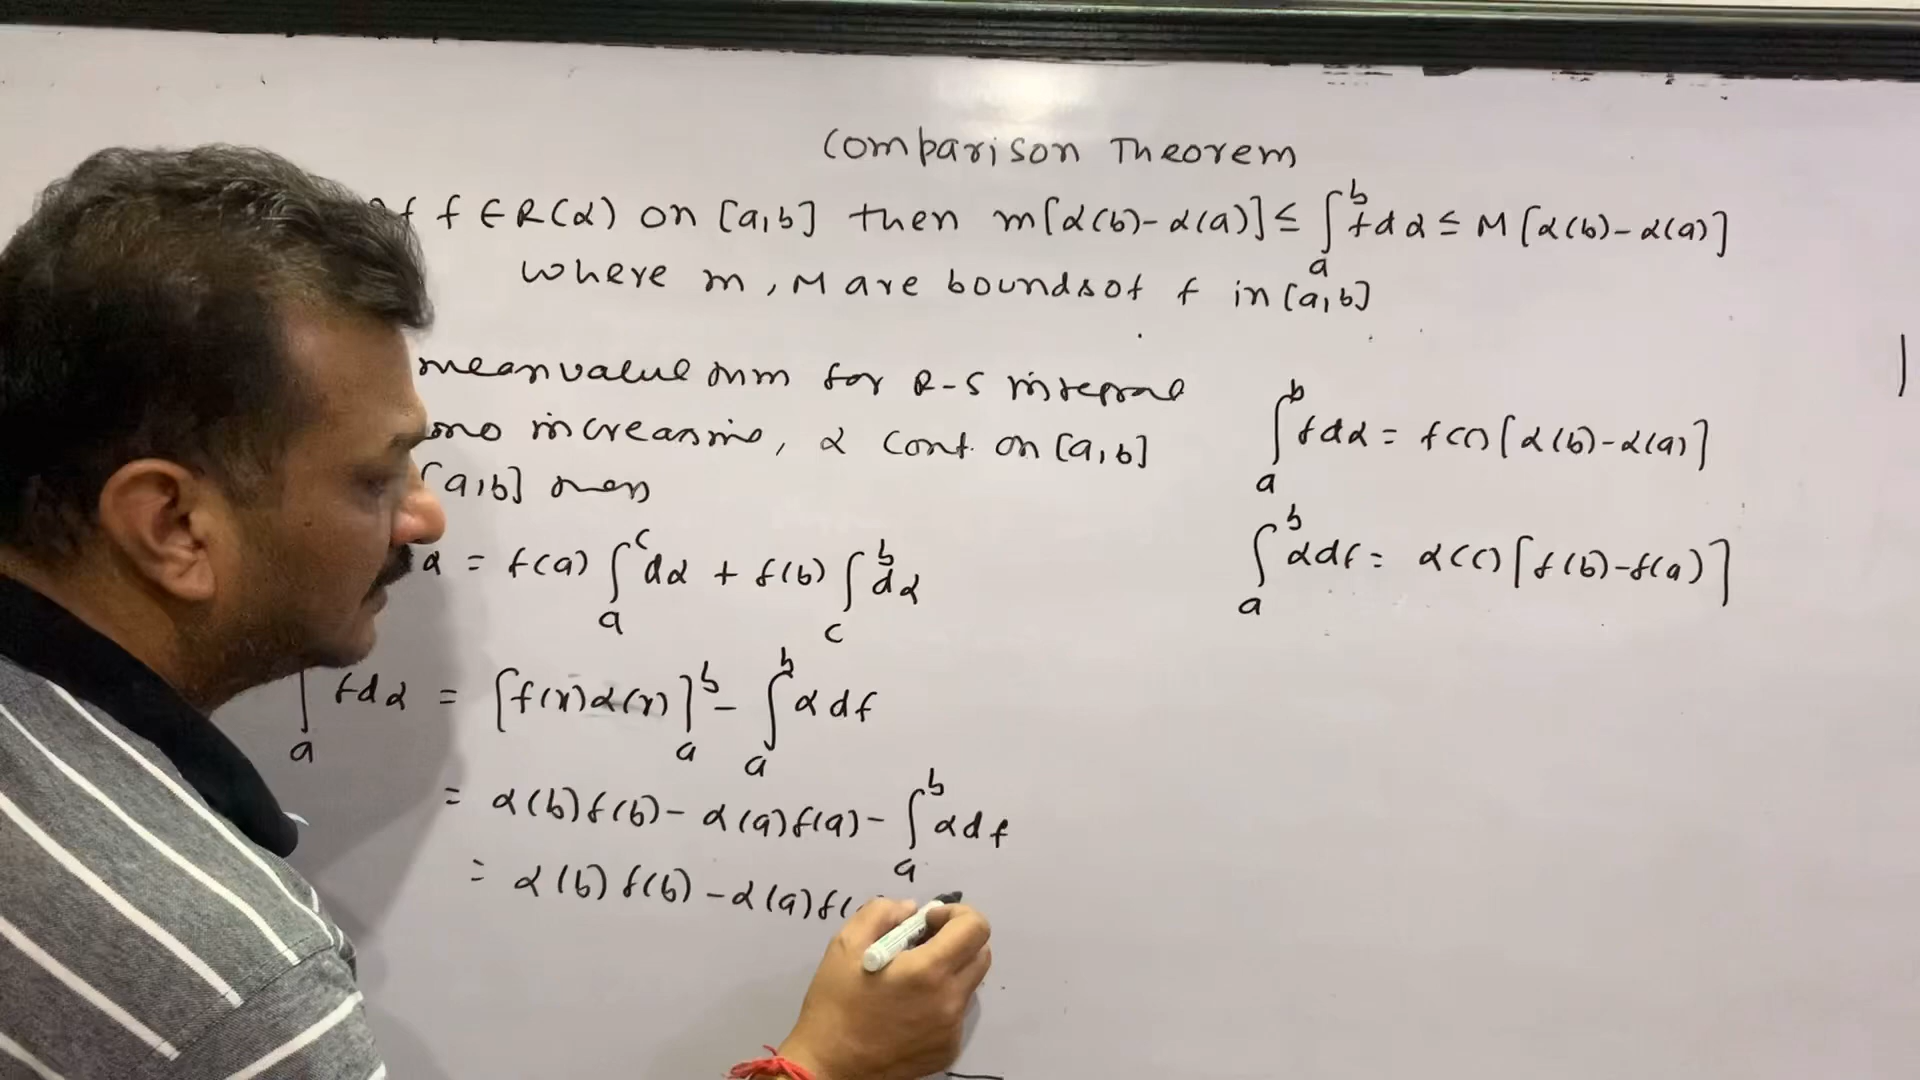 Comparison Theorem
f ∈ R(α) on [a,b] then m[α(b)-α(a)] ≤ ∫_a^b f dα ≤ M[α(b)-α(a)]
where m, M are bounds of f in [a,b]
mean value for R-S integral
increasing, α cont. on [a,b]
[a,b] then
α = f(a) ∫_a^c dα + f(b) ∫_c^b dα
∫_a f dα = [f(x)α(x)]_a^b - ∫_a^b α df
= α(b)f(b) - α(a)f(a) - ∫_a^b α df
= α(b) f(b) - α(a) f(
∫_a^b f dα = f(c)[α(b)-α(a)]
∫_a^b α df = α(c)[f(b)-f(a)]